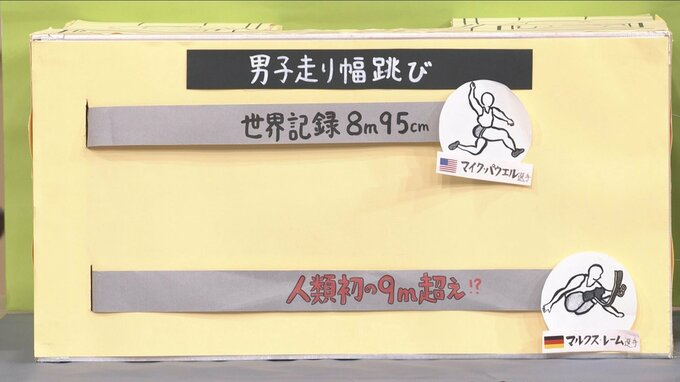 男子走り幅跳び
世界記録 8m95cm
マイク・パウエル選手
人類初の9m超え!?
マルクス・レーム選手